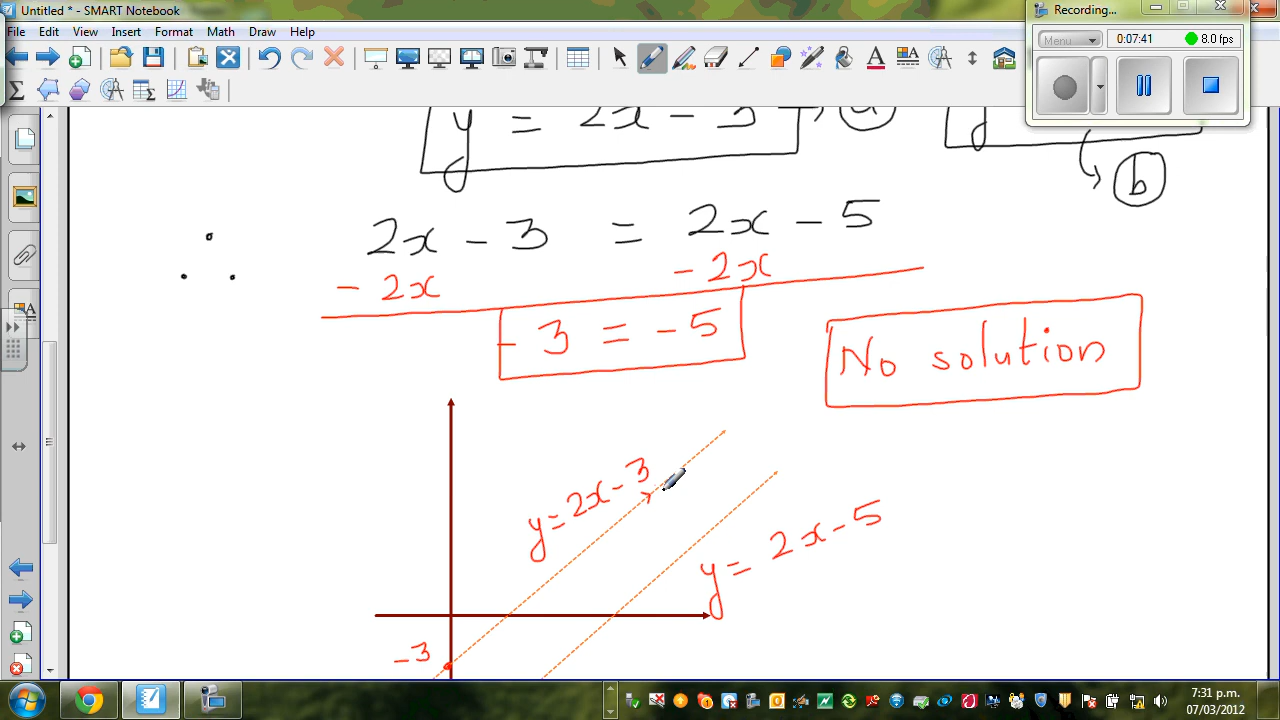 Untitled * - SMART Notebook
Recording...
File Edit View Insert Format Math Draw Help
Menu 0:07:41 8.0 fps
y = 2x - 3 a y
b
∴ 2x - 3 = 2x - 5
- 2x - 2x
- 3 = - 5
No solution
y = 2x - 3
y = 2x - 5
-3
7:31 p.m.
07/03/2012